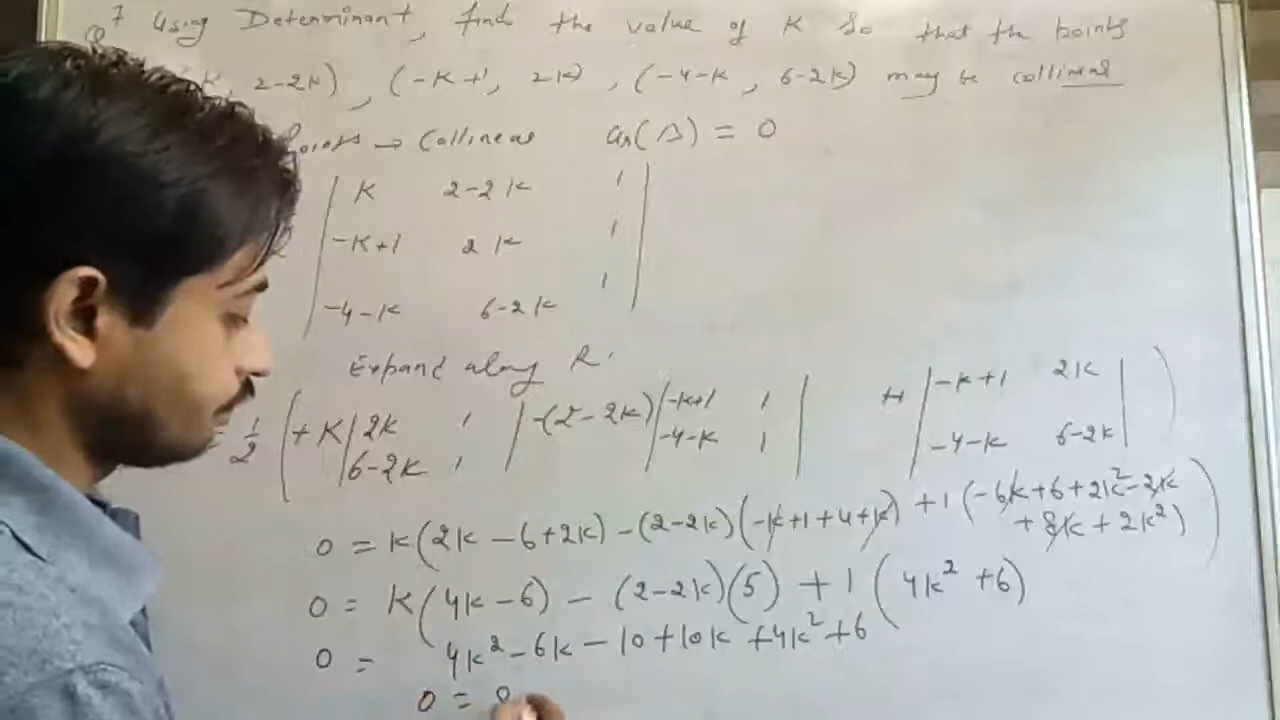 7 Using Determinant, find the value of K so that the points
Q
K, 2-2k), (-K+1, 2k), (-4-k, 6-2k) may be collinear
Points → Collinear ar(Δ) = 0
| K 2-2k 1 |
| -k+1 2k 1 |
| -4-k 6-2k 1 |
Expand along R1
= 1/2 ( +K | 2k 1 | -(2-2k) | -k+1 1 | + | -k+1 2k | )
| 6-2k 1 | | -4-k 1 | | -4-k 6-2k |
0 = k(2k - 6+2k) - (2-2k)(-k+1+4+k) +1 (-6k+6+2k²-2k
+8k+2k²)
0 = K(4k-6) - (2-2k)(5) + 1 (4k² +6)
0 = 4k²-6k-10+10k+4k²+6
0 = 8